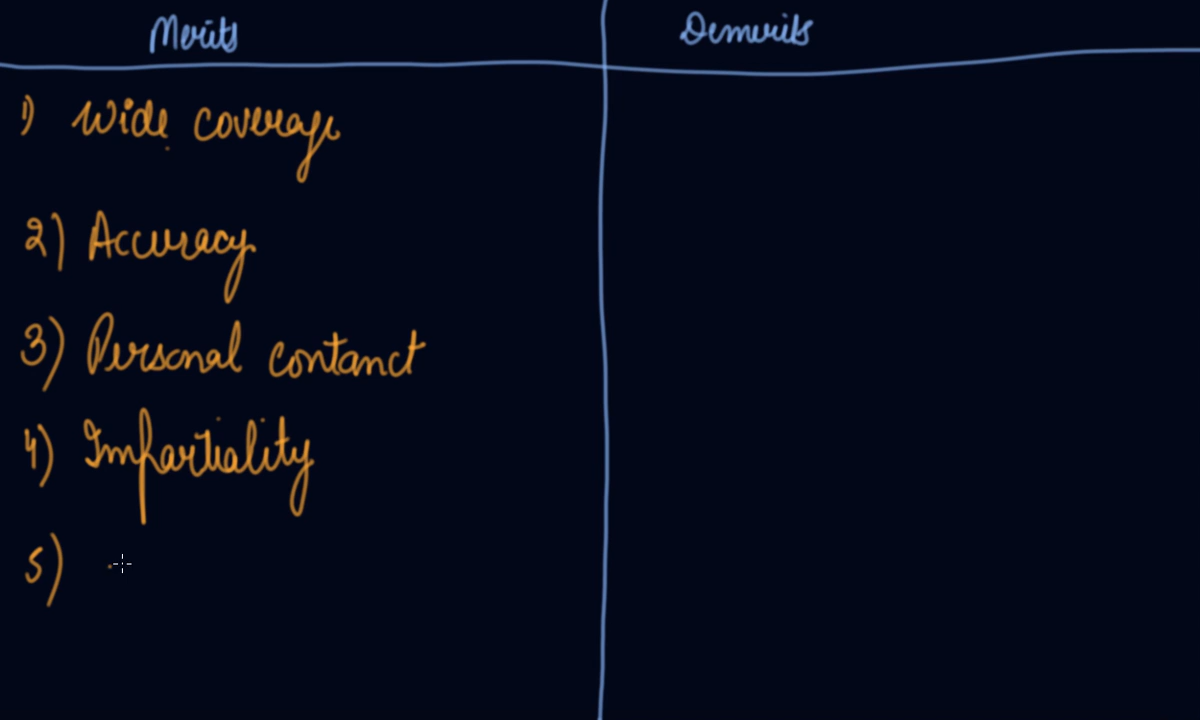 Merits
Demerits
1) Wide coverage
2) Accuracy
3) Personal contanct
4) Impartiality
5)